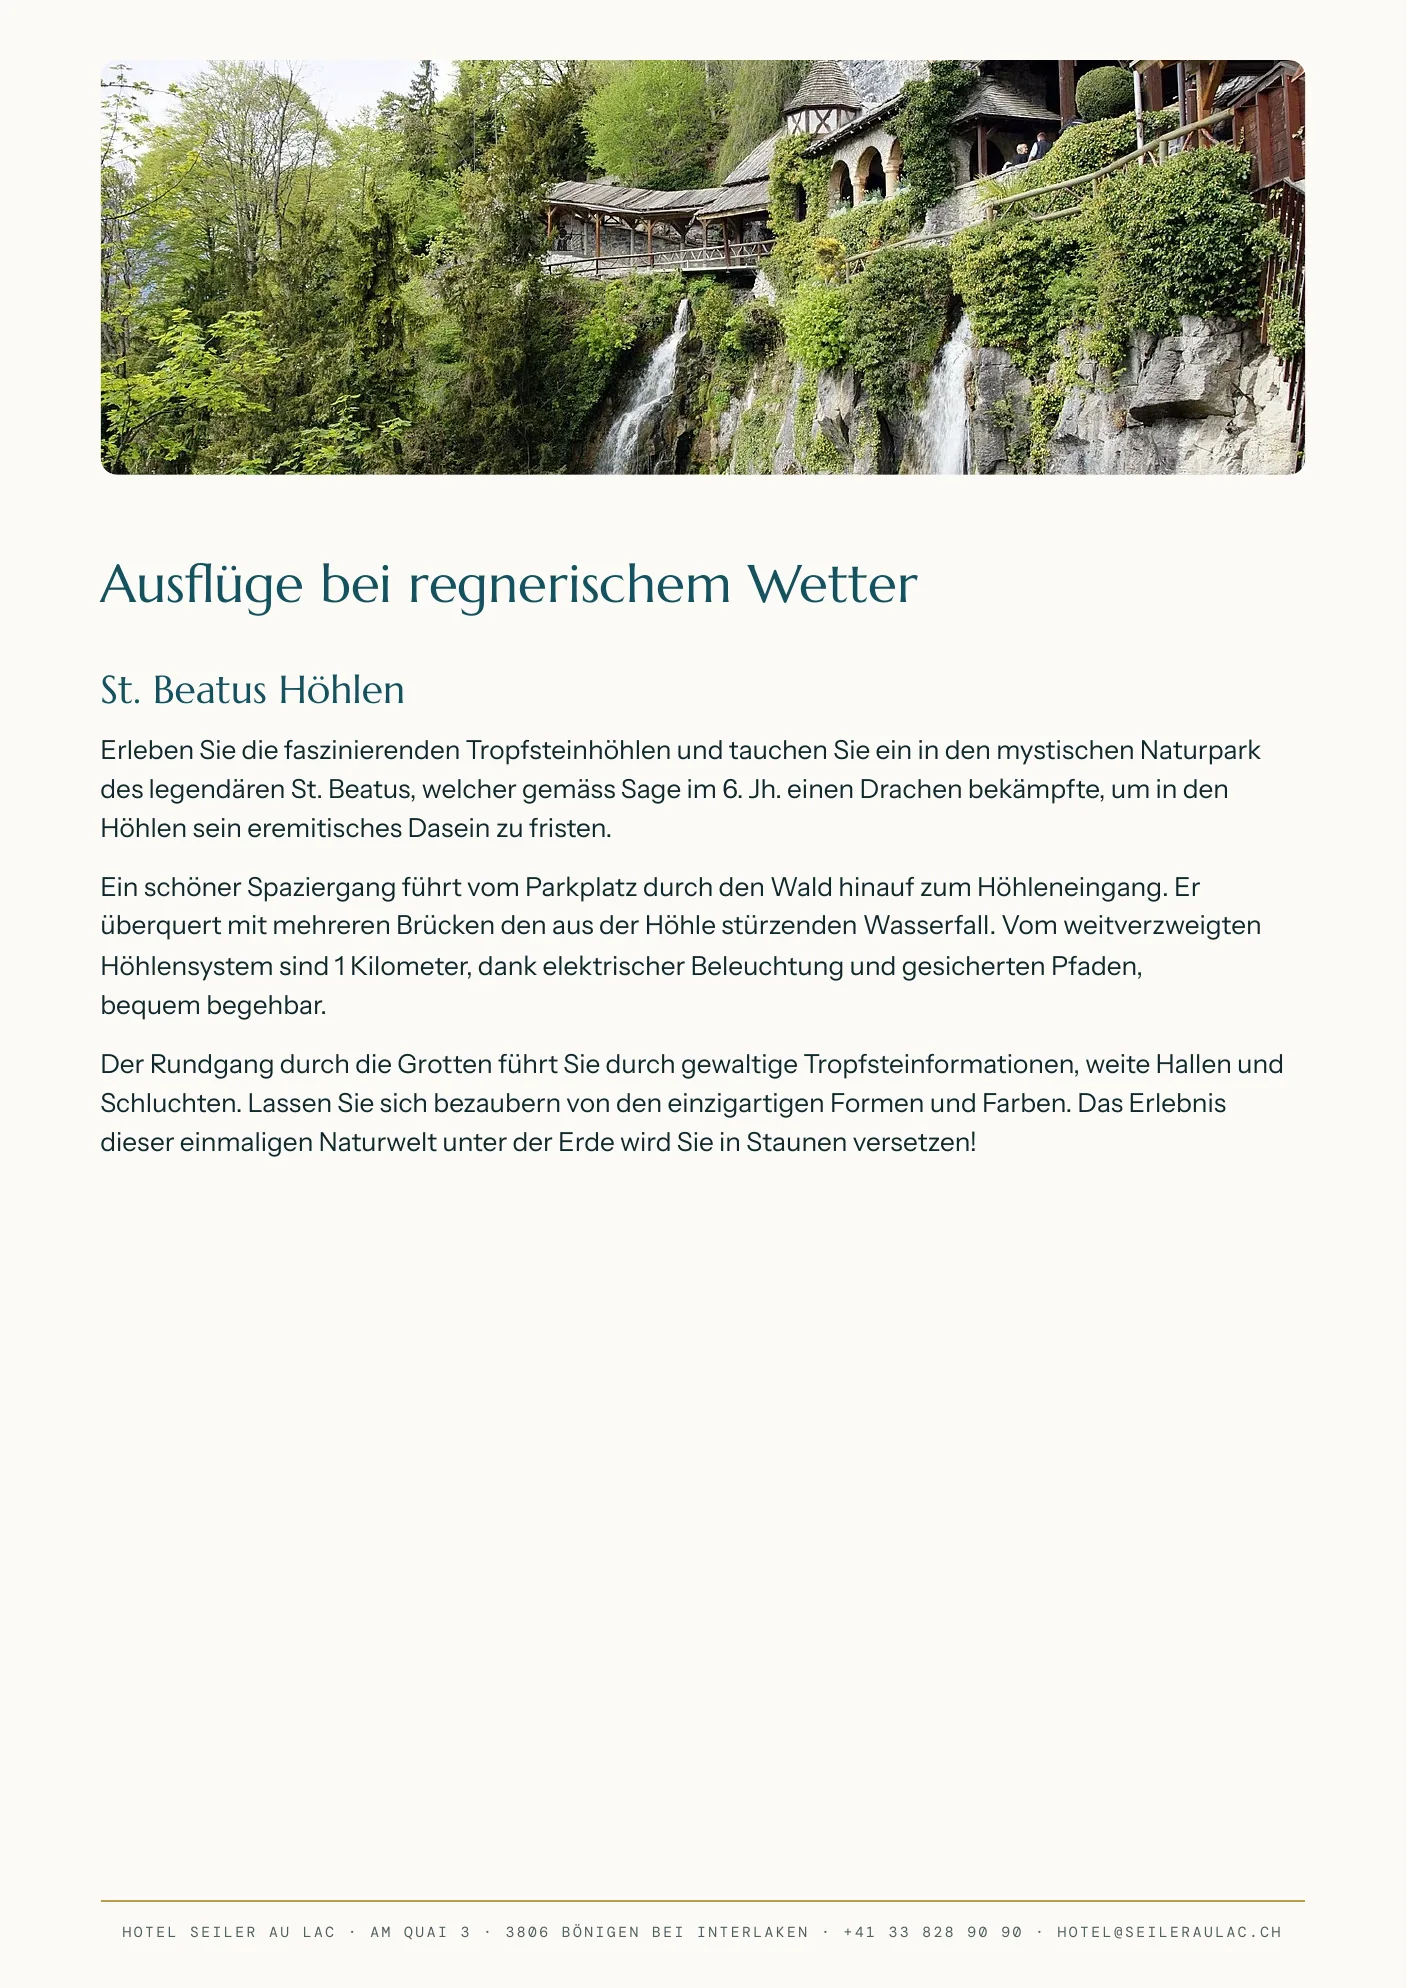 Ausflüge bei regnerischem Wetter
St. Beatus Höhlen
Erleben Sie die faszinierenden Tropfsteinhöhlen und tauchen Sie ein in den mystischen Naturpark
des legendären St. Beatus, welcher gemäss Sage im 6. Jh. einen Drachen bekämpfte, um in den
Höhlen sein eremitisches Dasein zu fristen.
Ein schöner Spaziergang führt vom Parkplatz durch den Wald hinauf zum Höhleneingang. Er
überquert mit mehreren Brücken den aus der Höhle stürzenden Wasserfall. Vom weitverzweigten
Höhlensystem sind 1 Kilometer, dank elektrischer Beleuchtung und gesicherten Pfaden,
bequem begehbar.
Der Rundgang durch die Grotten führt Sie durch gewaltige Tropfsteinformationen, weite Hallen und
Schluchten. Lassen Sie sich bezaubern von den einzigartigen Formen und Farben. Das Erlebnis
dieser einmaligen Naturwelt unter der Erde wird Sie in Staunen versetzen!
HOTEL SEILER AU LAC · AM QUAI 3 · 3806 BÖNIGEN BEI INTERLAKEN · +41 33 828 90 90 · HOTEL@SEILERAULAC.CH